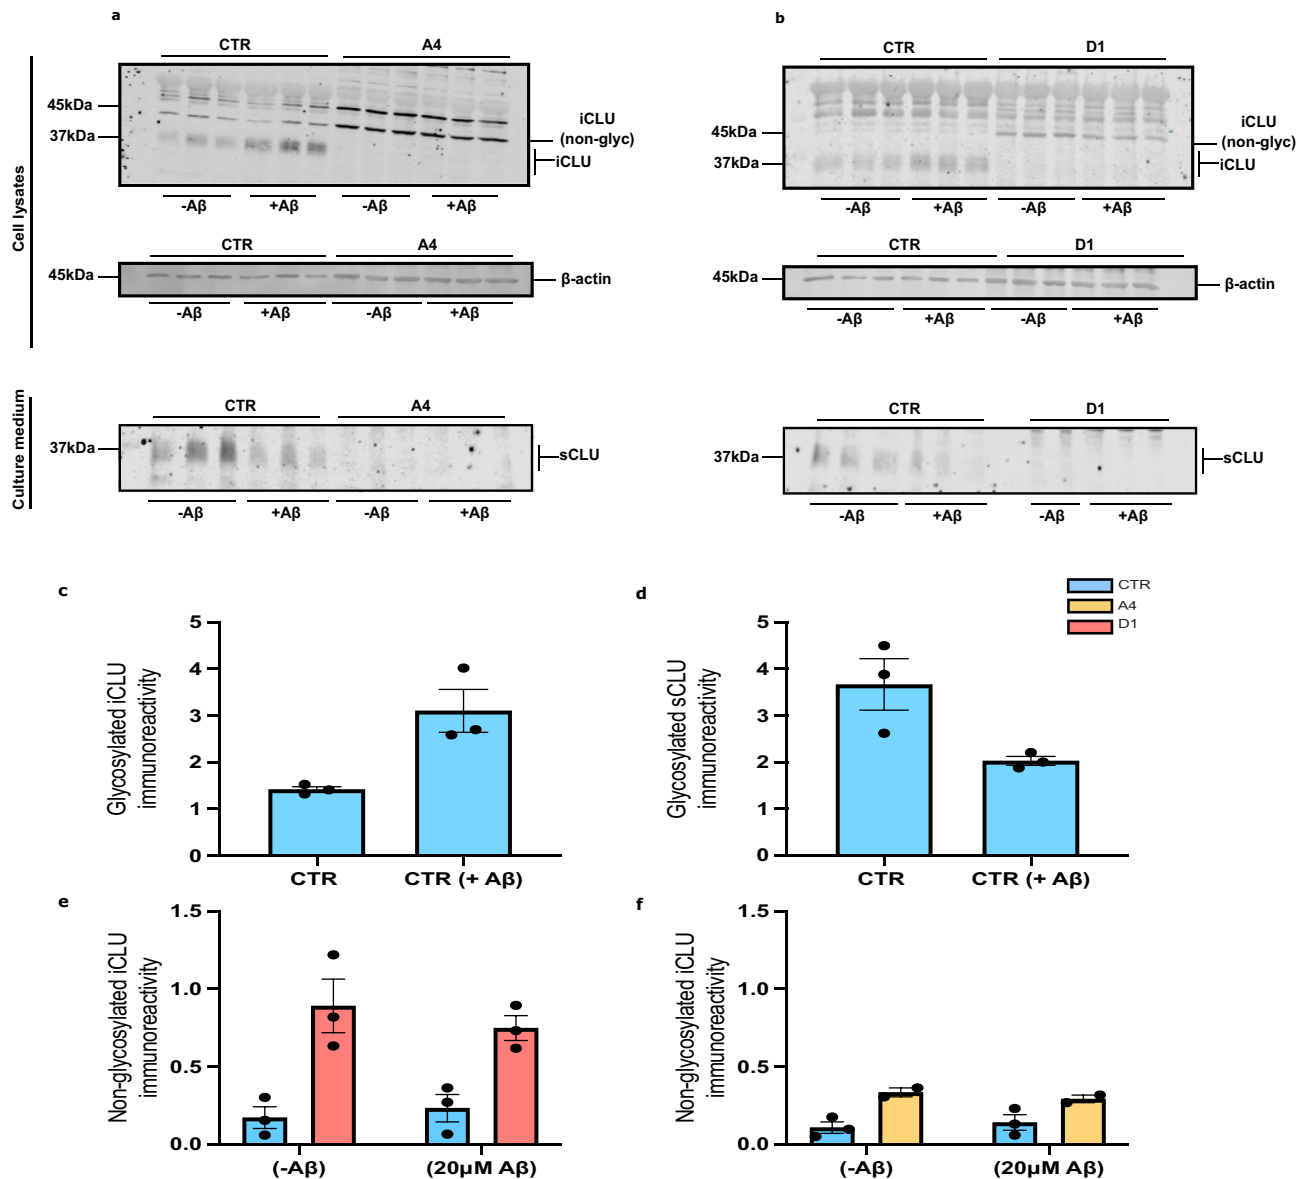 a
CTR A4
Cell lysates
45kDa
37kDa
iCLU
(non-glyc)
iCLU
-Aβ +Aβ -Aβ +Aβ
CTR A4
45kDa
β-actin
-Aβ +Aβ -Aβ +Aβ
Culture medium
CTR A4
37kDa
sCLU
-Aβ +Aβ -Aβ +Aβ
b
CTR D1
45kDa
37kDa
iCLU
(non-glyc)
iCLU
-Aβ +Aβ -Aβ +Aβ
CTR D1
45kDa
β-actin
-Aβ +Aβ -Aβ +Aβ
CTR D1
37kDa
sCLU
-Aβ +Aβ -Aβ +Aβ
c
Glycosylated iCLU
immunoreactivity
5
4
3
2
1
0
CTR CTR (+ Aβ)
d
CTR
A4
D1
Glycosylated sCLU
immunoreactivity
5
4
3
2
1
0
CTR CTR (+ Aβ)
e
Non-glycosylated iCLU
immunoreactivity
1.5
1.0
0.5
0.0
(-Aβ) (20μM Aβ)
f
Non-glycosylated iCLU
immunoreactivity
1.5
1.0
0.5
0.0
(-Aβ) (20μM Aβ)